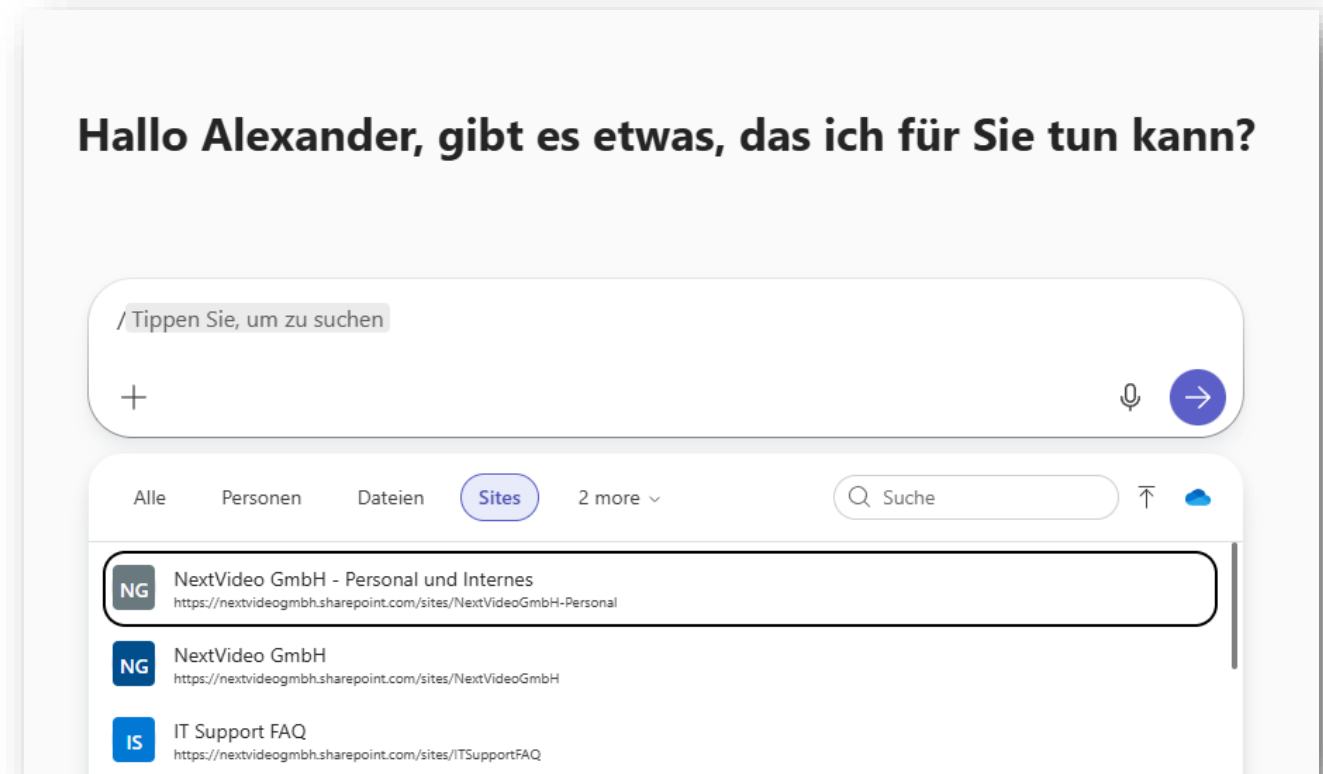 Hallo Alexander, gibt es etwas, das ich für Sie tun kann?
/ Tippen Sie, um zu suchen
Alle Personen Dateien Sites 2 more Suche
NG NextVideo GmbH - Personal und Internes
https://nextvideogmbh.sharepoint.com/sites/NextVideoGmbH-Personal
NG NextVideo GmbH
https://nextvideogmbh.sharepoint.com/sites/NextVideoGmbH
IS IT Support FAQ
https://nextvideogmbh.sharepoint.com/sites/ITSupportFAQ